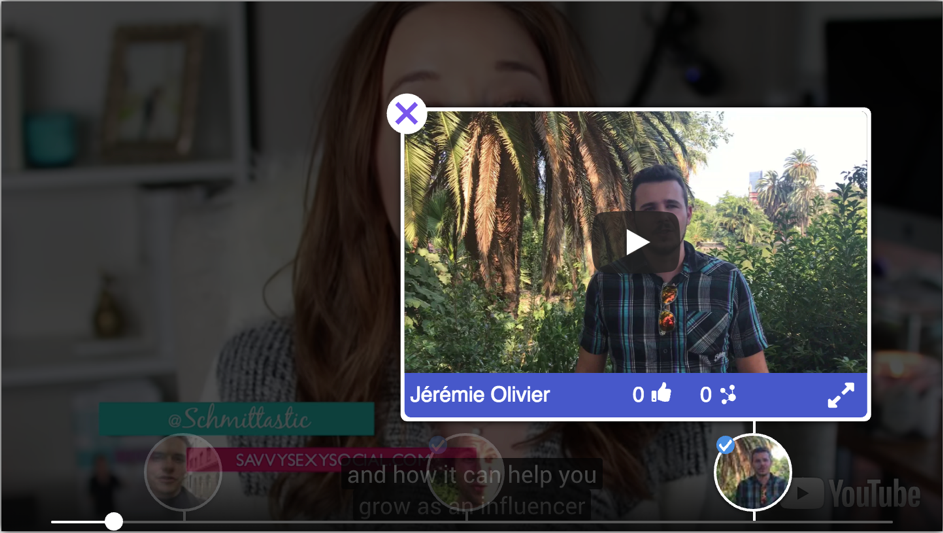 Jérémie Olivier 0 0
@Schmittastic
SAVVYSEXYSOCIAL.COM
and how it can help you
grow as an influencer
YouTube